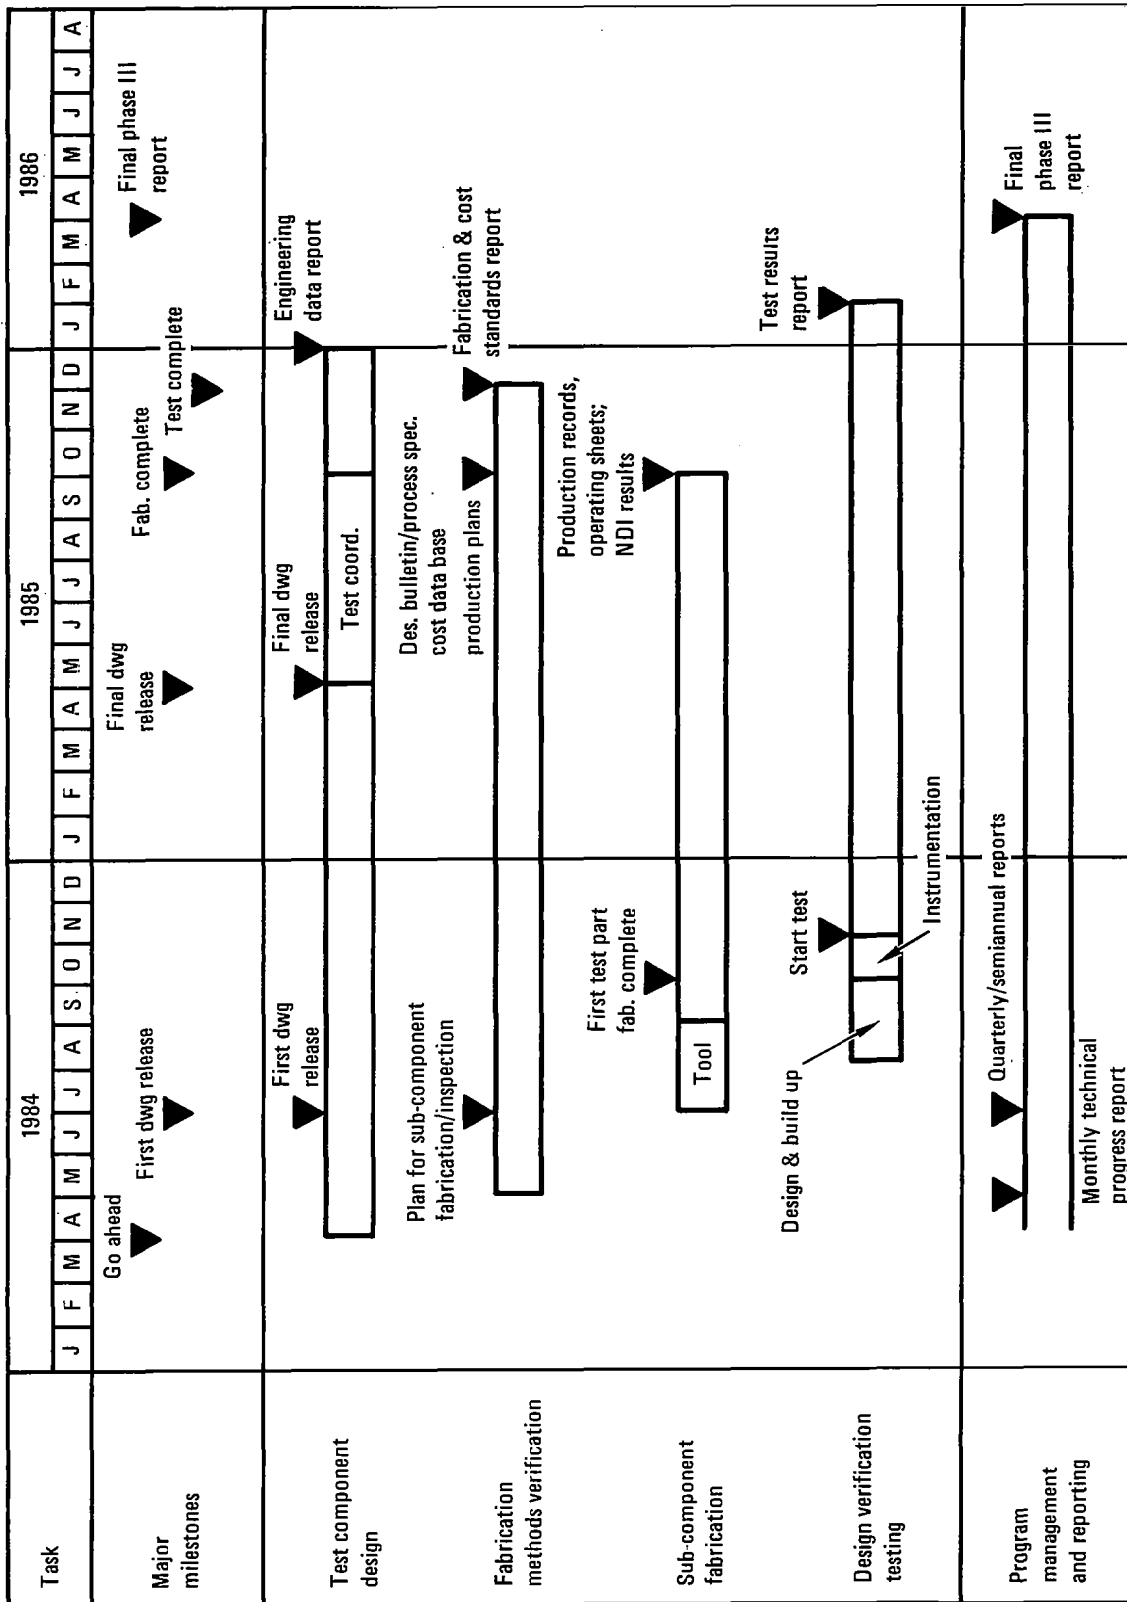 Task
1984
1985
1986
J F M A M J J A S O N D J F M A M J J A S O N D J F M A M J J A
Major
milestones
Go ahead
First dwg release
Final dwg
release
Fab. complete
Test complete
Final phase III
report
Test component
design
First dwg
release
Final dwg
release
Test coord.
Engineering
data report
Fabrication
methods verification
Plan for sub-component
fabrication/inspection
Des. bulletin/process spec.
cost data base
production plans
Fabrication & cost
standards report
Sub-component
fabrication
Tool
First test part
fab. complete
Production records,
operating sheets;
NDI results
Design verification
testing
Design & build up
Start test
Instrumentation
Test results
report
Program
management
and reporting
Quarterly/semiannual reports
Monthly technical
progress report
Final
phase III
report